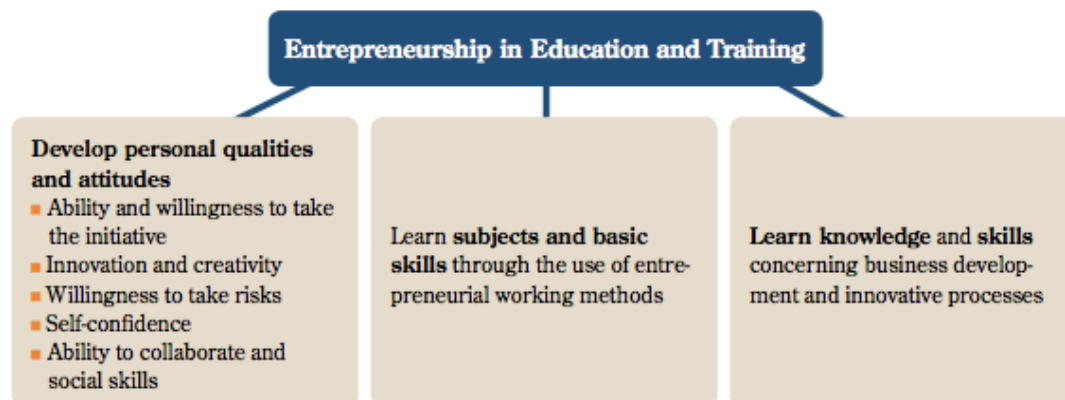 Entrepreneurship in Education and Training
Develop personal qualities
and attitudes
■ Ability and willingness to take
the initiative
■ Innovation and creativity
■ Willingness to take risks
■ Self-confidence
■ Ability to collaborate and
social skills
Learn subjects and basic
skills through the use of entre-
preneurial working methods
Learn knowledge and skills
concerning business develop-
ment and innovative processes